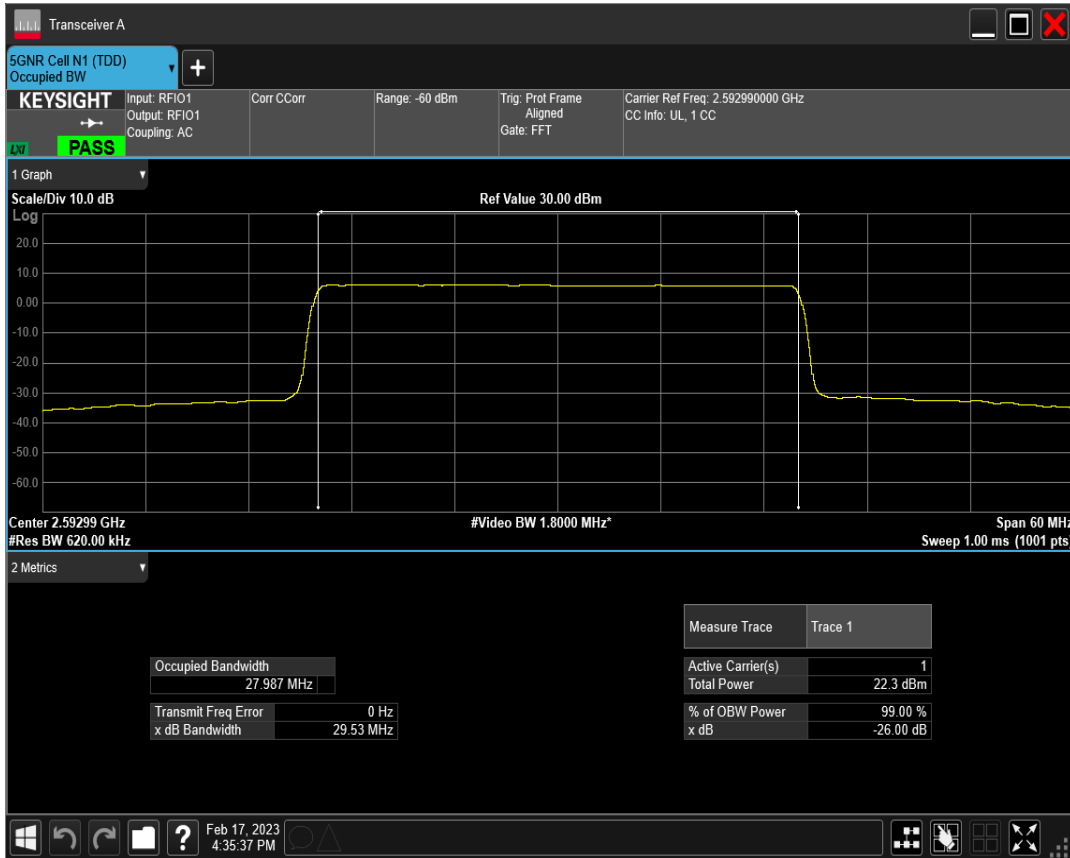 Transceiver A
5GNR Cell N1 (TDD)
Occupied BW
+
KEYSIGHT
LXI
PASS
Input: RFIO1
Output: RFIO1
Coupling: AC
Corr CCorr
Range: -60 dBm
Trig: Prot Frame
Aligned
Gate: FFT
Carrier Ref Freq: 2.592990000 GHz
CC Info: UL, 1 CC
1 Graph
Scale/Div 10.0 dB
Ref Value 30.00 dBm
Log
20.0
10.0
0.00
-10.0
-20.0
-30.0
-40.0
-50.0
-60.0
Center 2.59299 GHz
#Video BW 1.8000 MHz*
Span 60 MHz
#Res BW 620.00 kHz
Sweep 1.00 ms (1001 pts)
2 Metrics
Measure Trace Trace 1
Occupied Bandwidth
27.987 MHz
Active Carrier(s) 1
Total Power 22.3 dBm
Transmit Freq Error 0 Hz
x dB Bandwidth 29.53 MHz
% of OBW Power 99.00 %
x dB -26.00 dB
?
Feb 17, 2023
4:35:37 PM